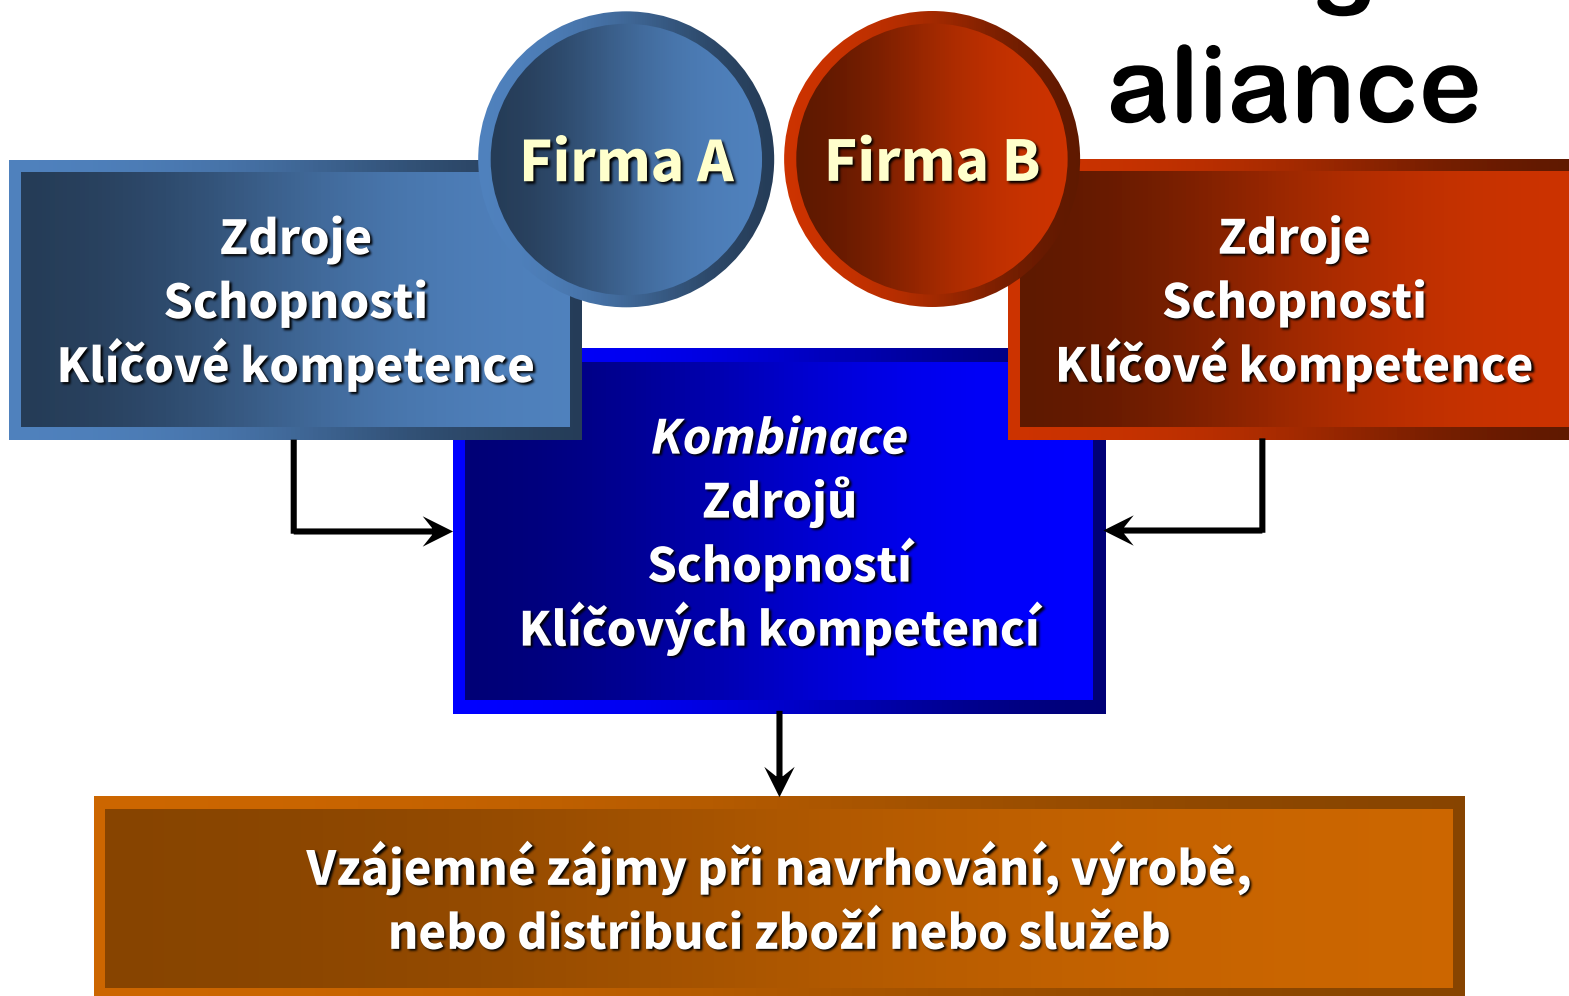 aliance
Firma A
Firma B
Zdroje
Schopnosti
Klíčové kompetence
Zdroje
Schopnosti
Klíčové kompetence
Kombinace
Zdrojů
Schopností
Klíčových kompetencí
Vzájemné zájmy při navrhování, výrobě,
nebo distribuci zboží nebo služeb